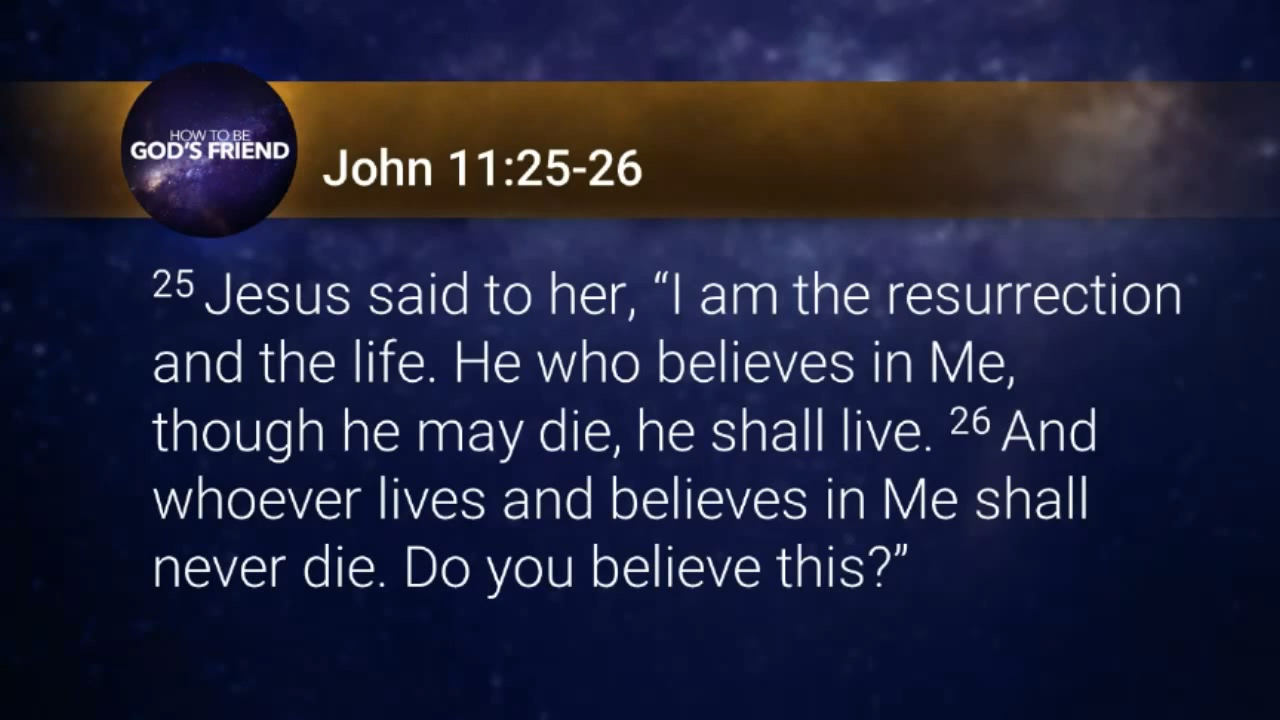 HOW TO BE
GOD'S FRIEND
John 11:25-26
25 Jesus said to her, “I am the resurrection
and the life. He who believes in Me,
though he may die, he shall live. 26 And
whoever lives and believes in Me shall
never die. Do you believe this?”